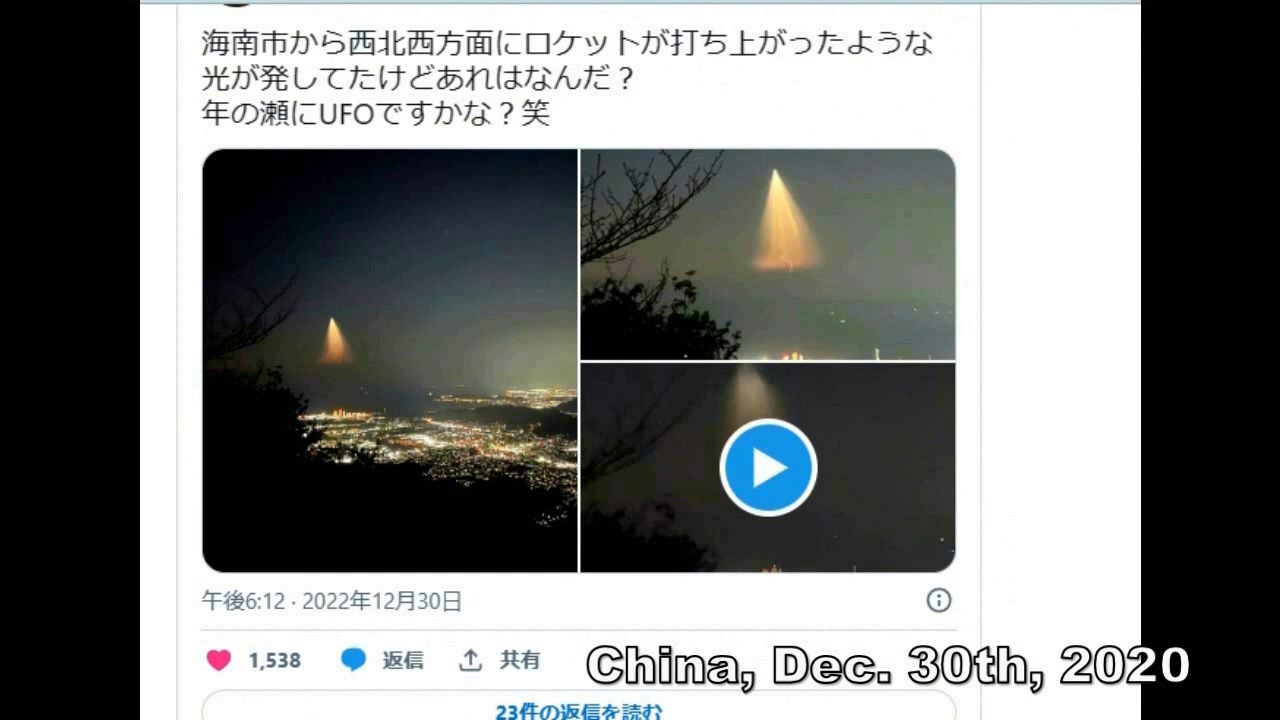 海南市から西北西方面にロケットが打ち上がったような
光が発してたけどあれはなんだ？
年の瀬にUFOですかな？笑
午後6:12 · 2022年12月30日
1,538 返信 共有
China, Dec. 30th, 2020
23件の返信を読む